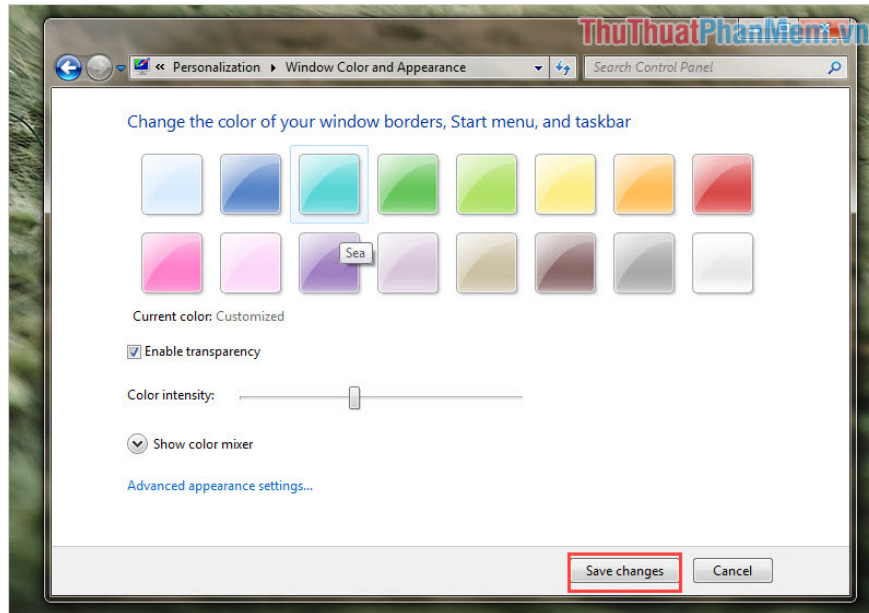 ThuThuatPhanMem.vn
« Personalization ▸ Window Color and Appearance
Search Control Panel
Change the color of your window borders, Start menu, and taskbar
Sea
Current color: Customized
Enable transparency
Color intensity:
Show color mixer
Advanced appearance settings...
Save changes
Cancel